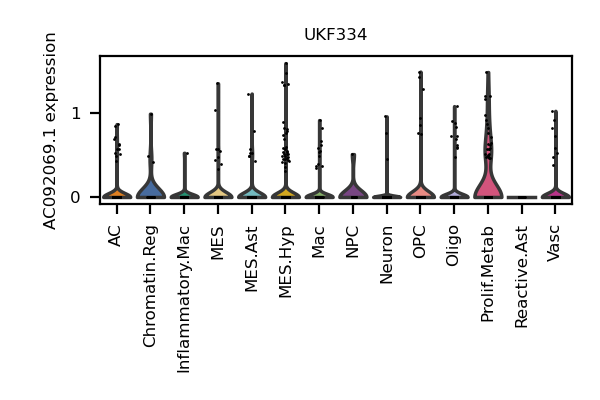 UKF334
AC092069.1 expression
1
0
AC
Chromatin.Reg
Inflammatory.Mac
MES
MES.Ast
MES.Hyp
Mac
NPC
Neuron
OPC
Oligo
Prolif.Metab
Reactive.Ast
Vasc